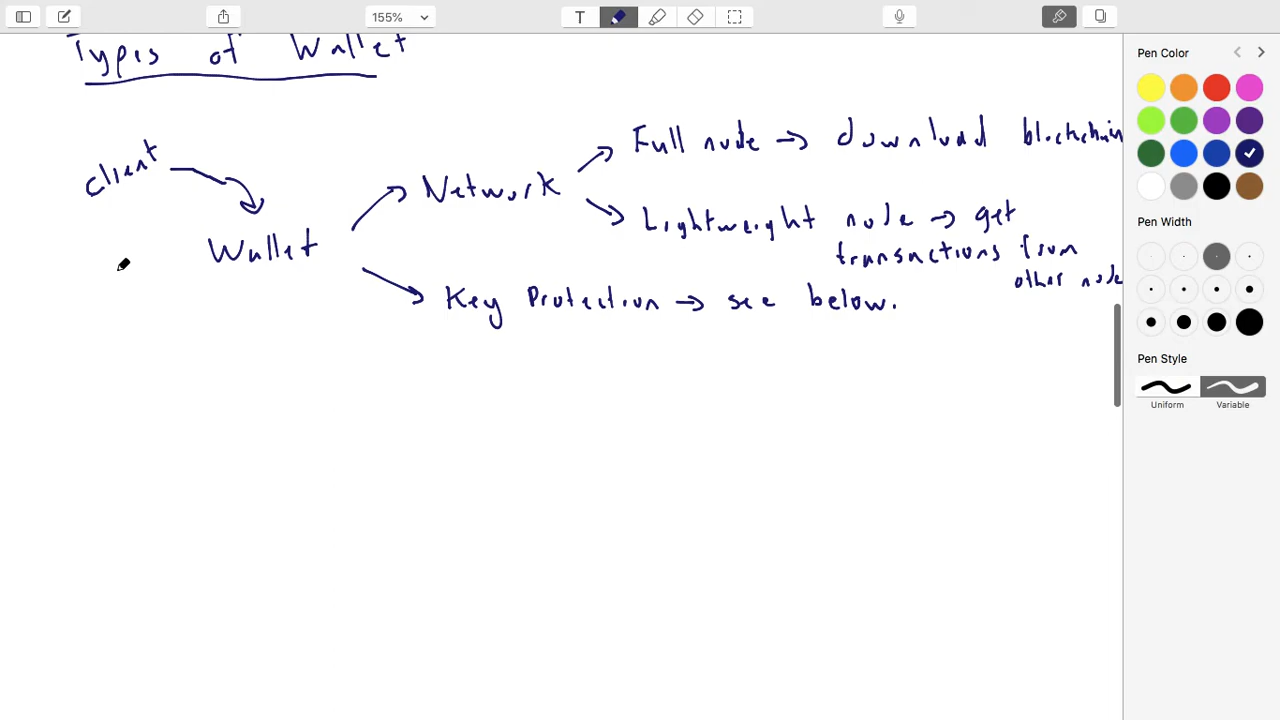 155%
T
Types of Wallet
Pen Color
client
Full node → download blockchain
Network
Lightweight node → get
transactions from
other node
Wallet
Key Protection → see below.
Pen Width
Pen Style
Uniform
Variable